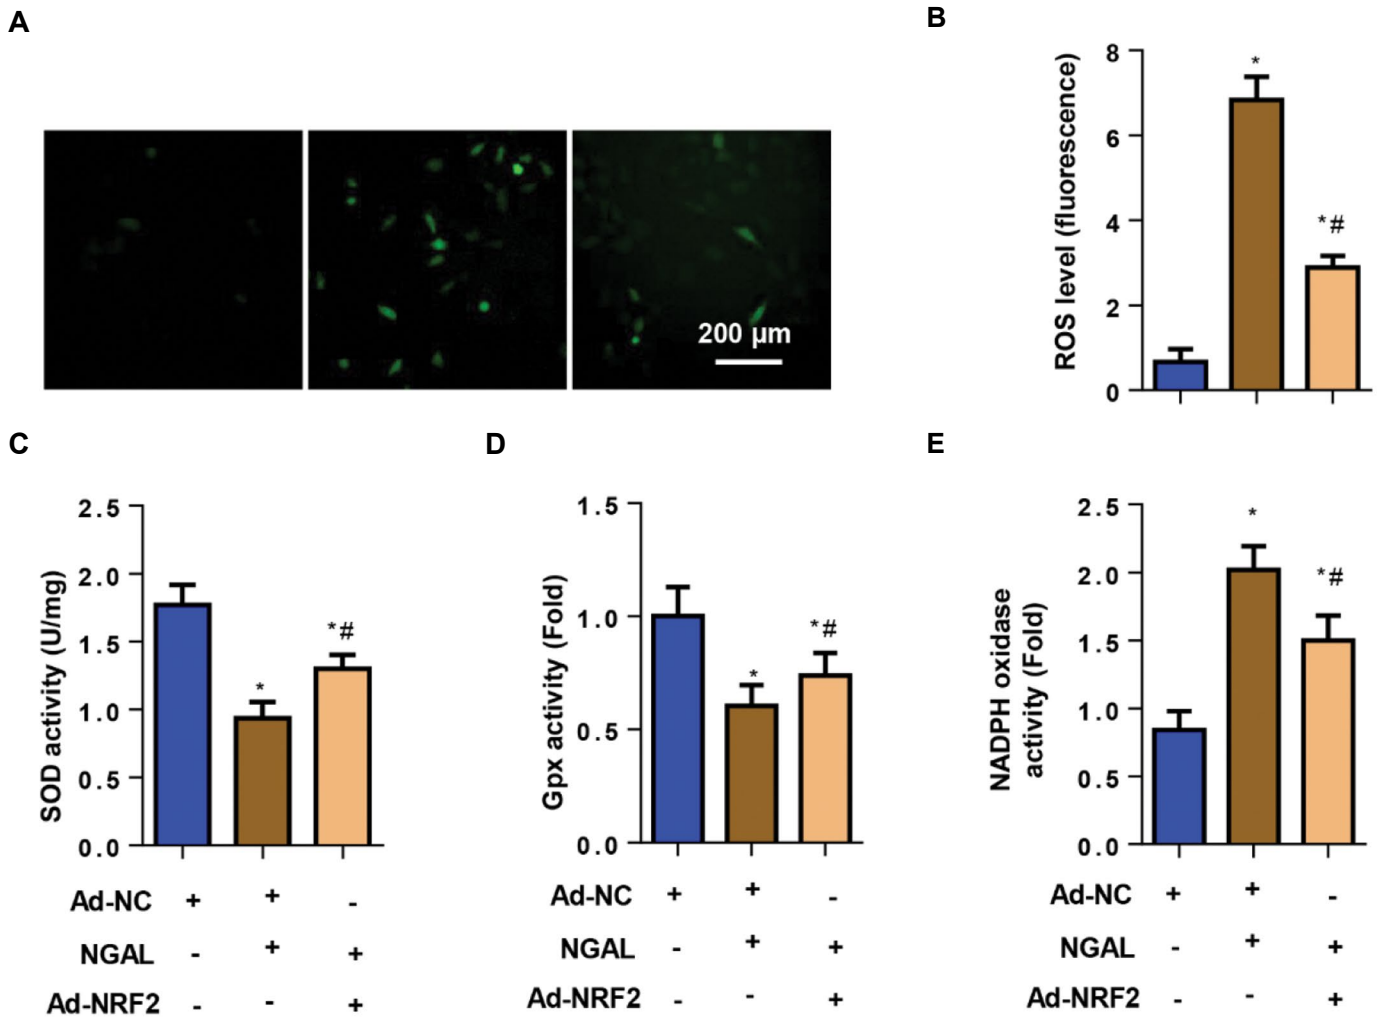 A
B
8
6
4
2
0
ROS level (fluorescence)
*
*#
200 µm
C
D
E
2.5
2.0
1.5
1.0
0.5
0.0
SOD activity (U/mg)
*
*#
Ad-NC + + -
NGAL - + +
Ad-NRF2 - - +
1.5
1.0
0.5
0.0
Gpx activity (Fold)
*
*#
Ad-NC + + -
NGAL - + +
Ad-NRF2 - - +
2.5
2.0
1.5
1.0
0.5
0.0
NADPH oxidase
activity (Fold)
*
*#
Ad-NC + + -
NGAL - + +
Ad-NRF2 - - +